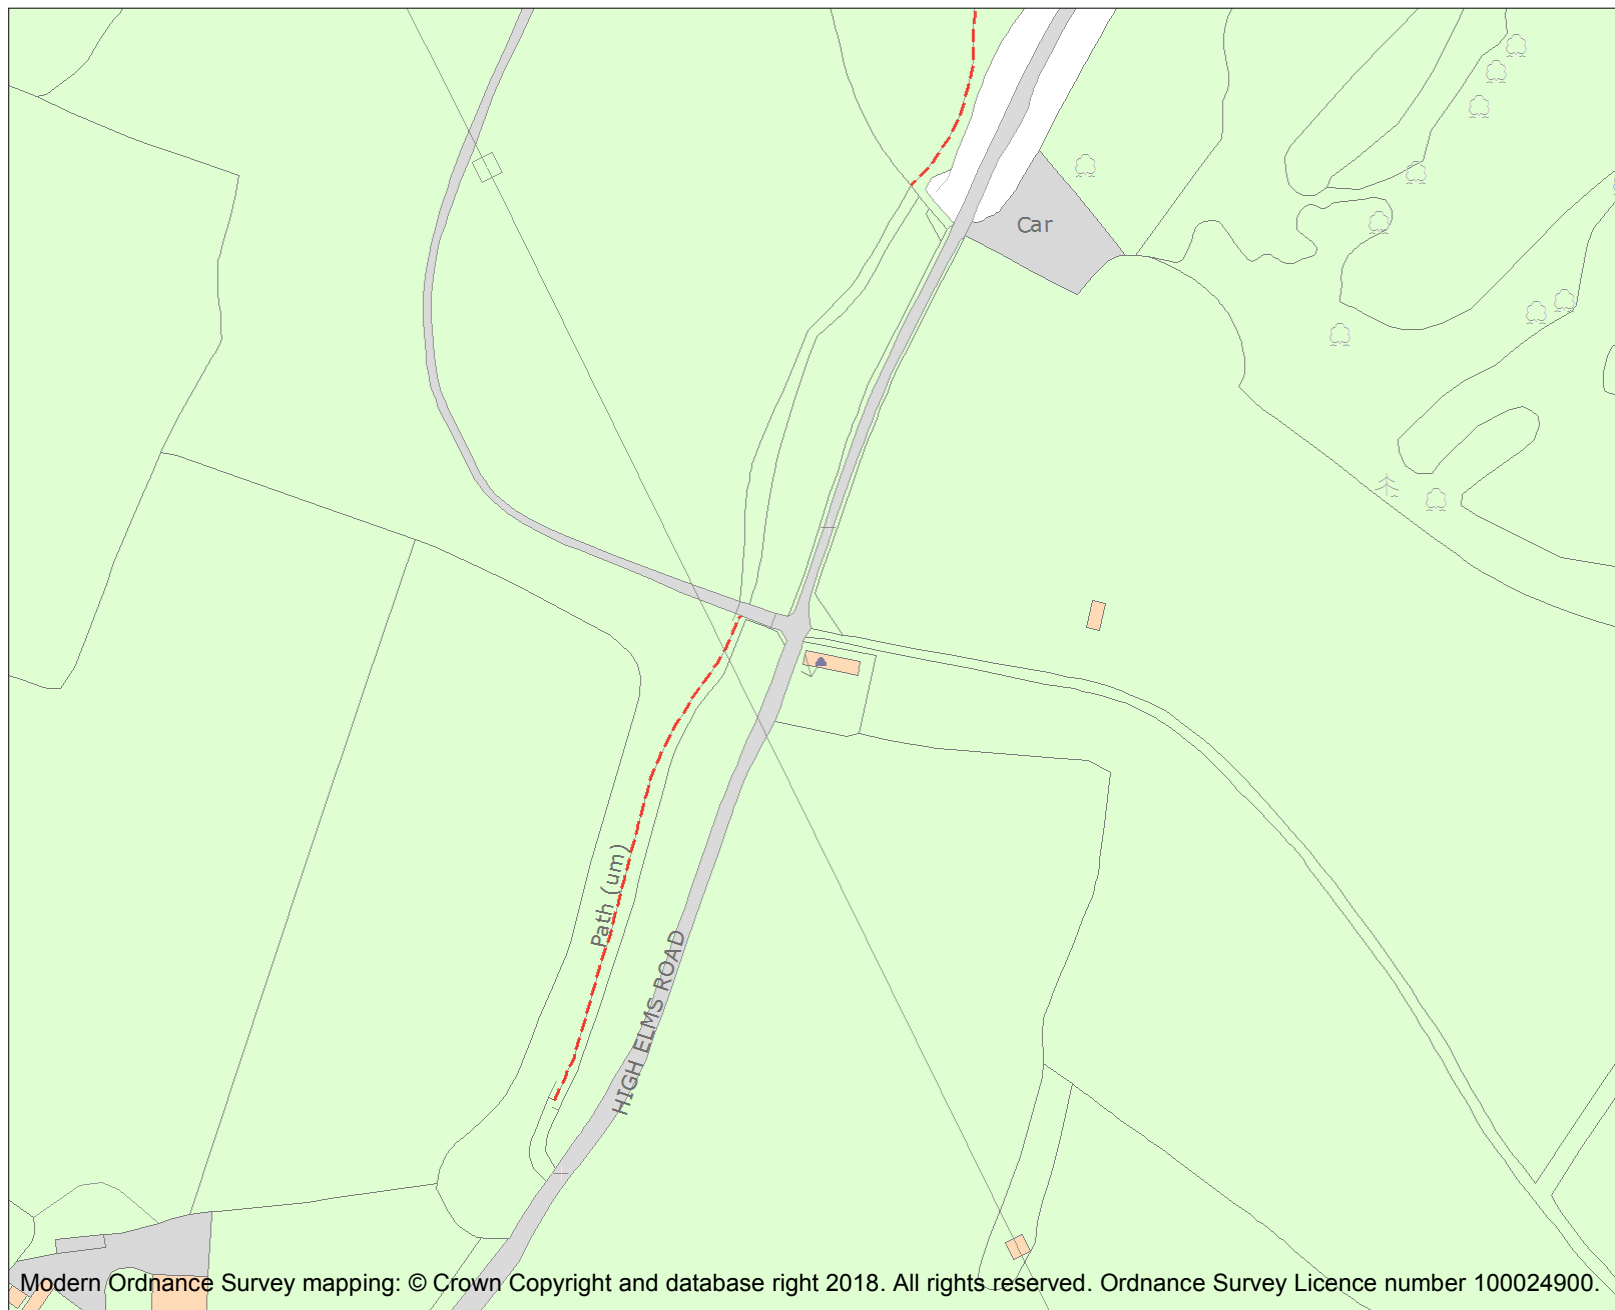 Car
Path (um)
HIGH ELMS ROAD
Modern Ordnance Survey mapping: © Crown Copyright and database right 2018. All rights reserved. Ordnance Survey Licence number 100024900.